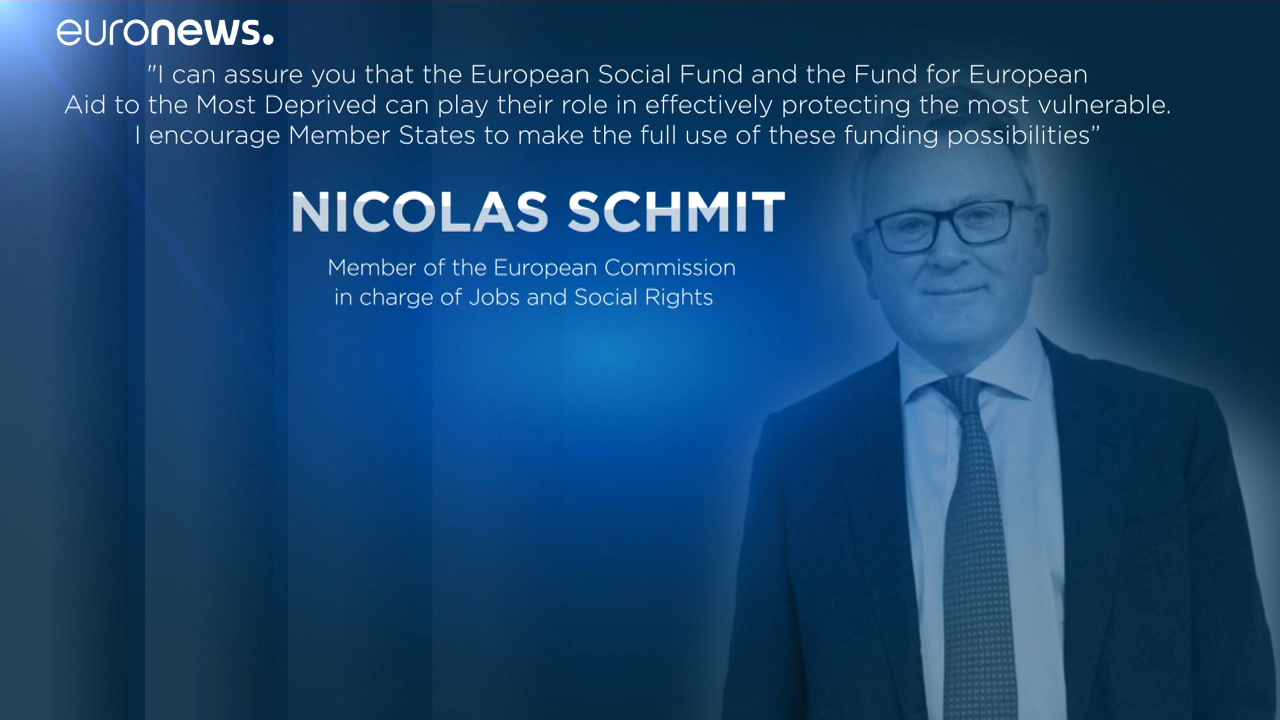 euronews.
"I can assure you that the European Social Fund and the Fund for European
Aid to the Most Deprived can play their role in effectively protecting the most vulnerable.
I encourage Member States to make the full use of these funding possibilities”
NICOLAS SCHMIT
Member of the European Commission
in charge of Jobs and Social Rights